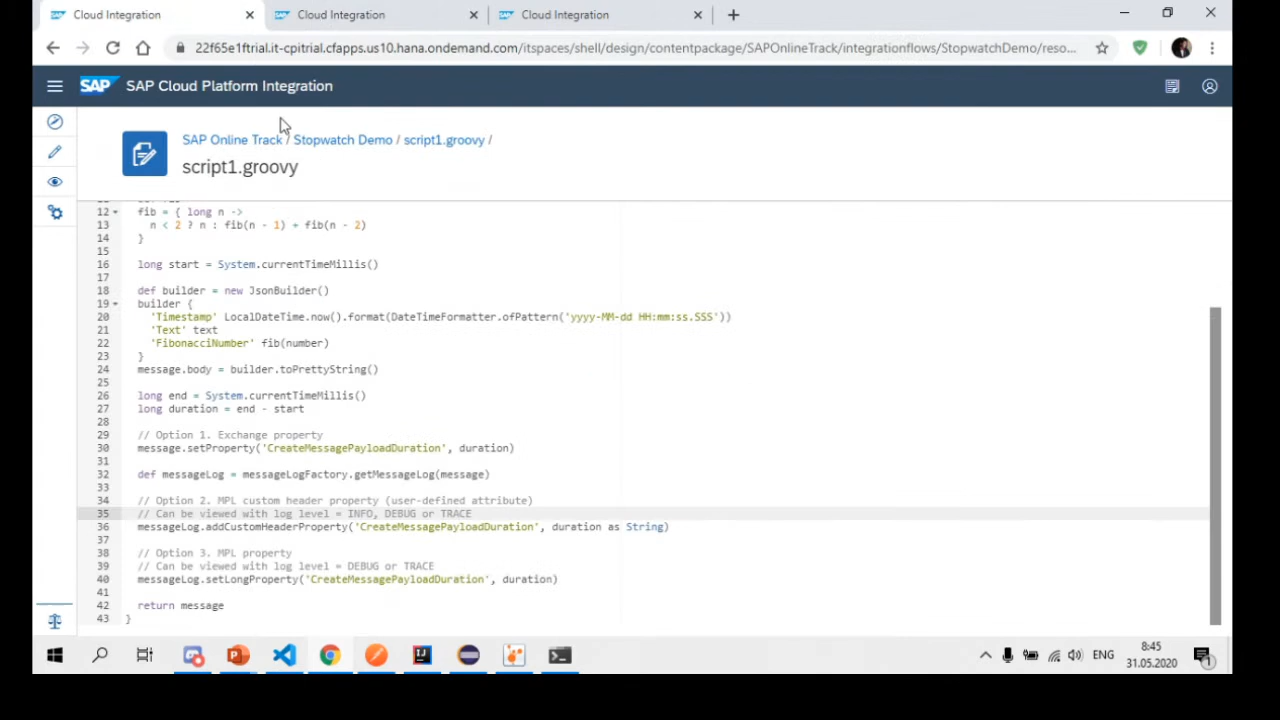 Cloud Integration
Cloud Integration
Cloud Integration
22f65e1ftrial.it-cpitrial.cfapps.us10.hana.ondemand.com/itspaces/shell/design/contentpackage/SAPOnlineTrack/integrationflows/StopwatchDemo/reso...
SAP SAP Cloud Platform Integration
SAP Online Track / Stopwatch Demo / script1.groovy /
script1.groovy
12 fib = { long n ->
13 n < 2 ? n : fib(n - 1) + fib(n - 2)
14 }
15
16 long start = System.currentTimeMillis()
17
18 def builder = new JsonBuilder()
19 builder {
20 'Timestamp' LocalDateTime.now().format(DateTimeFormatter.ofPattern('yyyy-MM-dd HH:mm:ss.SSS'))
21 'Text' text
22 'FibonacciNumber' fib(number)
23 }
24 message.body = builder.toPrettyString()
25
26 long end = System.currentTimeMillis()
27 long duration = end - start
28
29 // Option 1. Exchange property
30 message.setProperty('CreateMessagePayloadDuration', duration)
31
32 def messageLog = messageLogFactory.getMessageLog(message)
33
34 // Option 2. MPL custom header property (user-defined attribute)
35 // Can be viewed with log level = INFO, DEBUG or TRACE
36 messageLog.addCustomHeaderProperty('CreateMessagePayloadDuration', duration as String)
37
38 // Option 3. MPL property
39 // Can be viewed with log level = DEBUG or TRACE
40 messageLog.setLongProperty('CreateMessagePayloadDuration', duration)
41
42 return message
43 }
ENG
8:45
31.05.2020
1